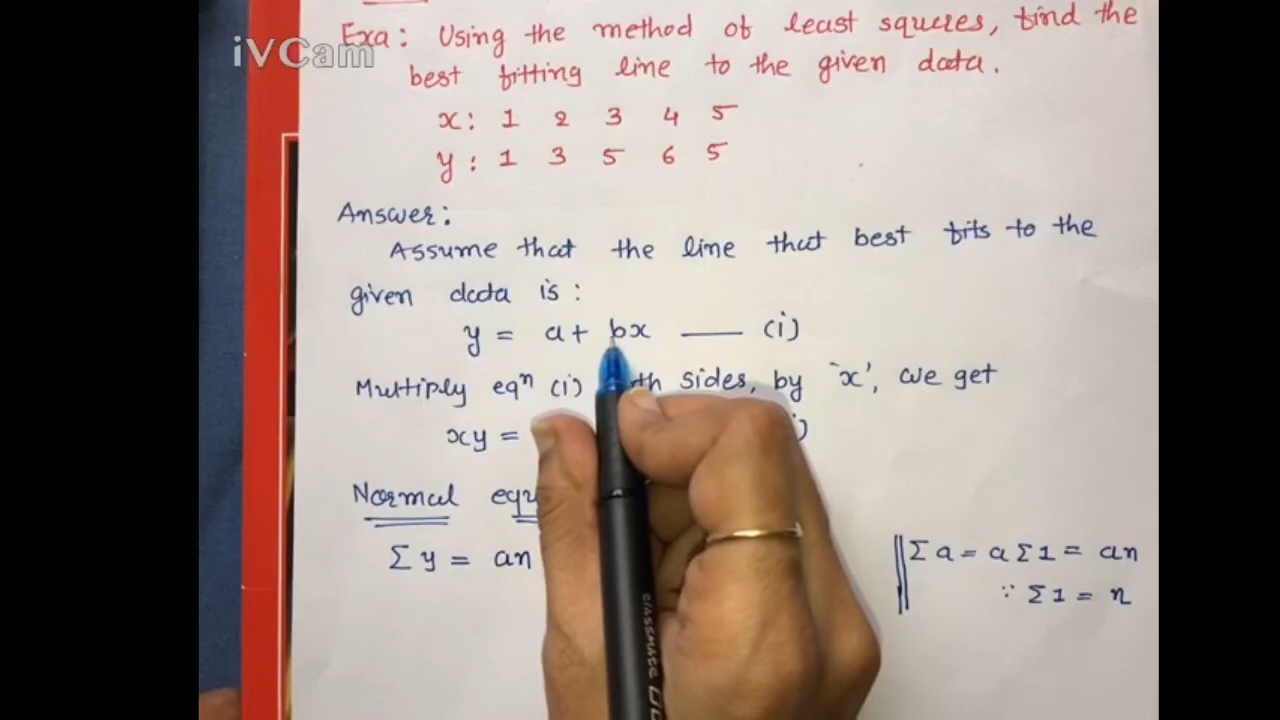 iVCam
Exa: Using the method of least squeres, find the
best fitting line to the given data.
x: 1 2 3 4 5
y: 1 3 5 6 5
Answer:
Assume that the line that best fits to the
given data is:
y = a + bx —— (i)
Multiply eqⁿ (i) sides, by 'x', we get
xy = )
Normal
Σy = an
Σa = aΣ1 = an
∵ Σ1 = n
classmate